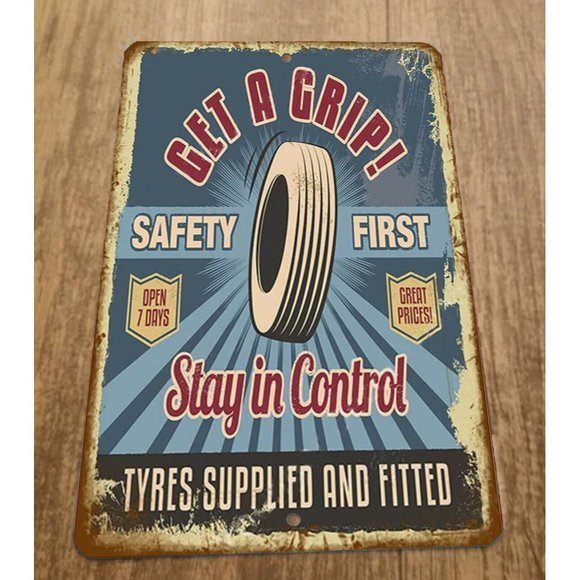 GET A GRIP!
SAFETY FIRST
OPEN
7 DAYS
GREAT
PRICES!
Stay in Control
TYRES SUPPLIED AND FITTED